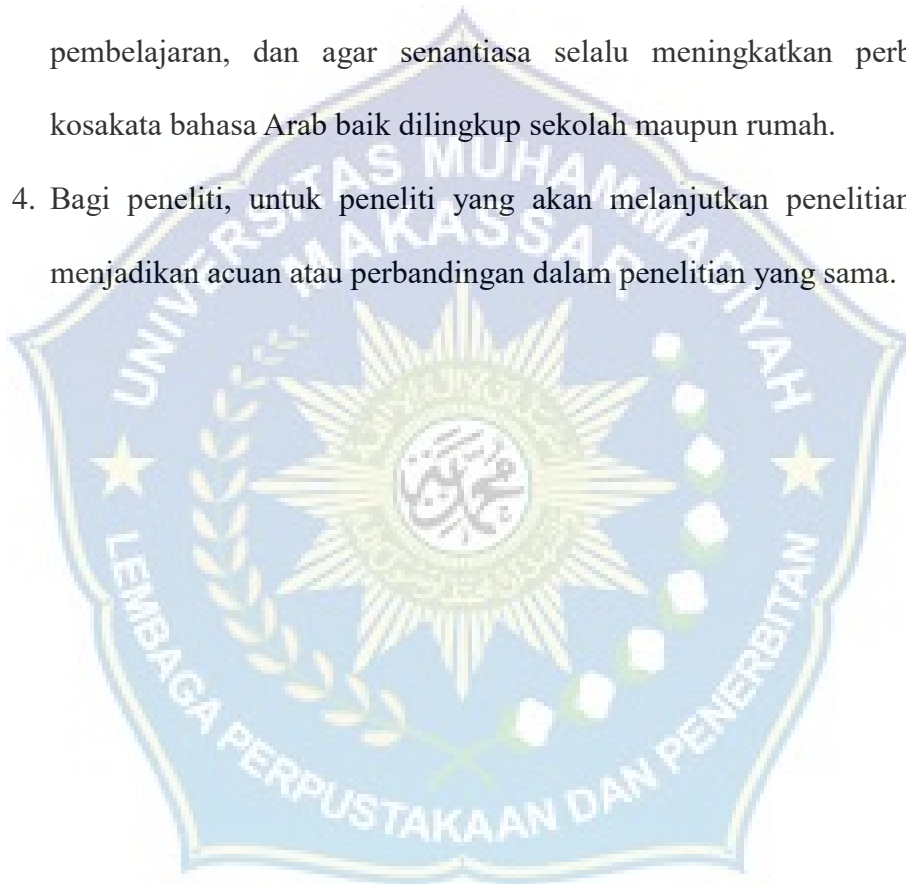 pembelajaran, dan agar senantiasa selalu meningkatkan
kosakata bahasa Arab baik dilingkup sekolah maupun rumah.
4. Bagi peneliti, untuk peneliti yang akan melanjutkan penelitian
menjadikan acuan atau perbandingan dalam penelitian yang sama.
UNIVERSITAS MUHAMMADIYAH
MAKASSAR
LEMBAGA PERPUSTAKAAN DAN PENERBITAN